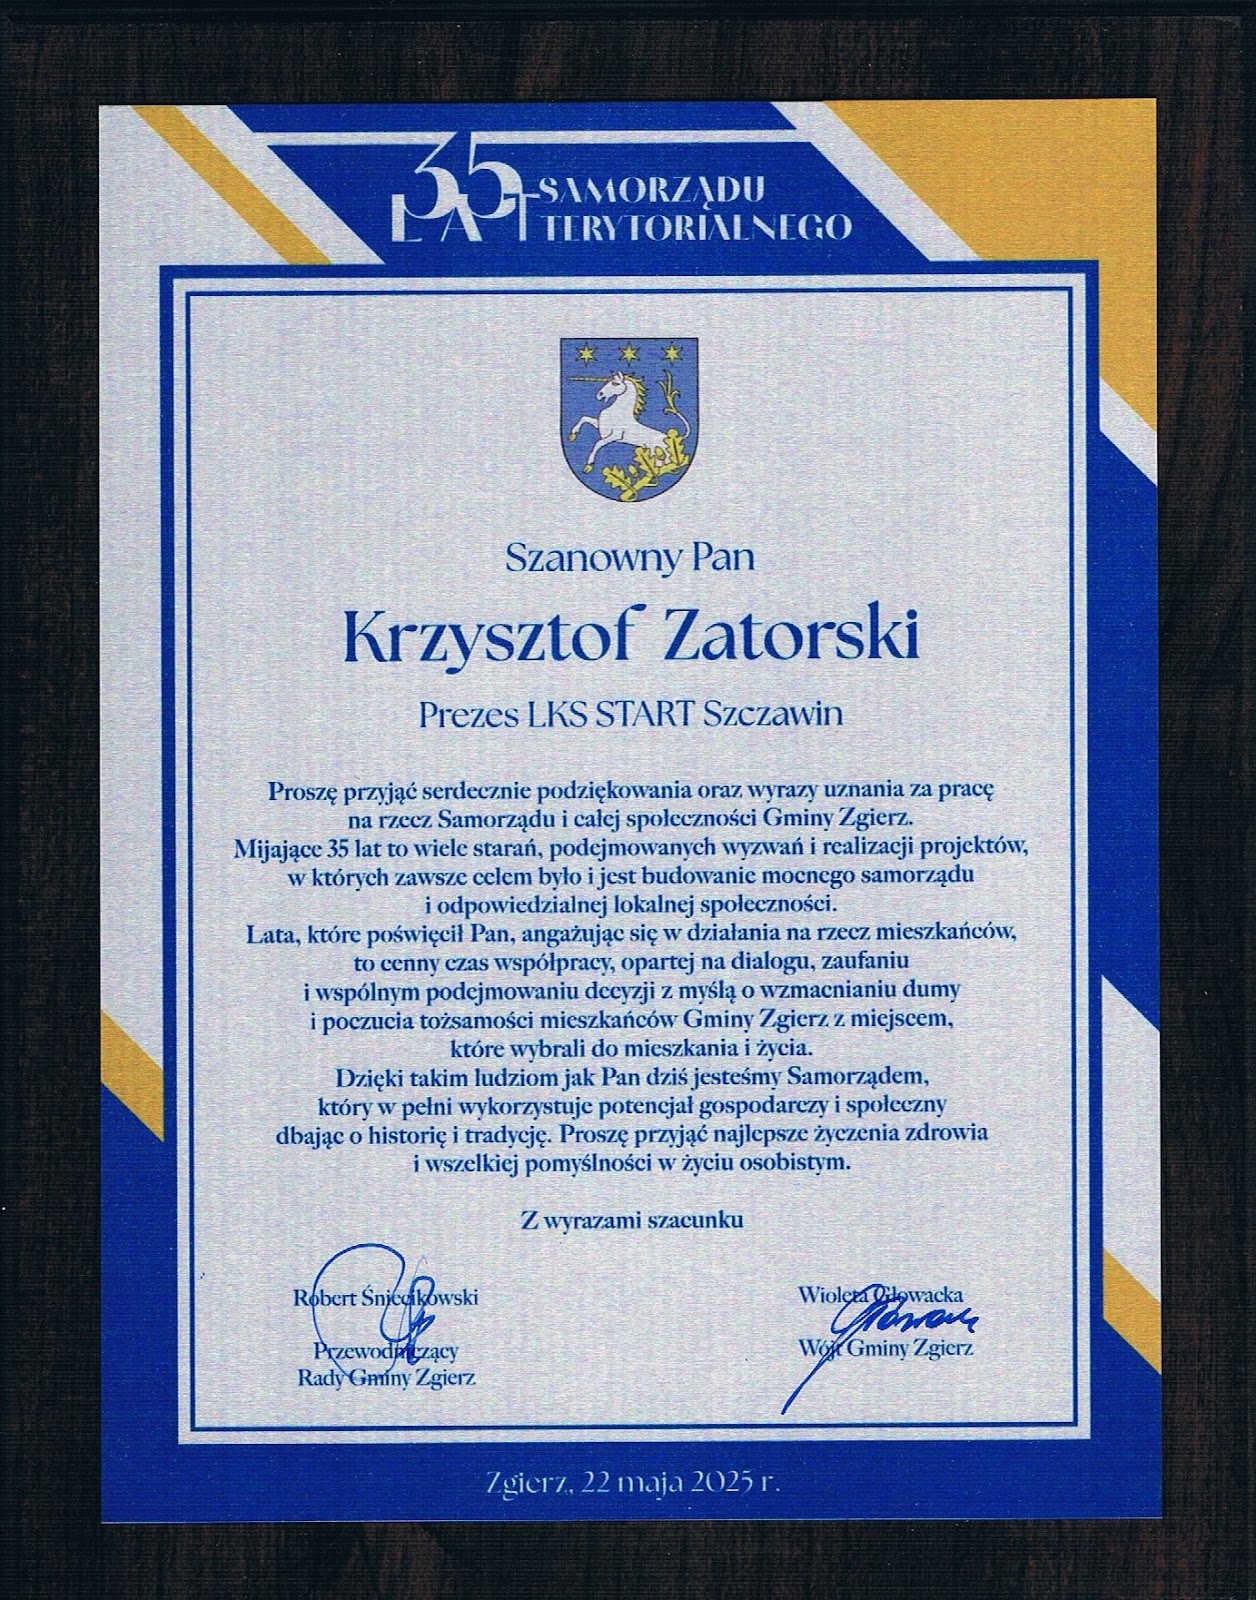 35 LAT SAMORZĄDU
TERYTORIALNEGO
Szanowny Pan
Krzysztof Zatorski
Prezes LKS START Szczawin
Proszę przyjąć serdecznie podziękowania oraz wyrazy uznania za pracę
na rzecz Samorządu i całej społeczności Gminy Zgierz.
Mijające 35 lat to wiele starań, podejmowanych wyzwań i realizacji projektów,
w których zawsze celem było i jest budowanie mocnego samorządu
i odpowiedzialnej lokalnej społeczności.
Lata, które poświęcił Pan, angażując się w działania na rzecz mieszkańców,
to cenny czas współpracy, opartej na dialogu, zaufaniu
i wspólnym podejmowaniu decyzji z myślą o wzmacnianiu dumy
i poczucia tożsamości mieszkańców Gminy Zgierz z miejscem,
które wybrali do mieszkania i życia.
Dzięki takim ludziom jak Pan dziś jesteśmy Samorządem,
który w pełni wykorzystuje potencjał gospodarczy i społeczny
dbając o historię i tradycję. Proszę przyjąć najlepsze życzenia zdrowia
i wszelkiej pomyślności w życiu osobistym.
Z wyrazami szacunku
Robert Śniecikowski
Przewodniczący
Rady Gminy Zgierz
Wioleta Głowacka
Wójt Gminy Zgierz
Zgierz, 22 maja 2025 r.